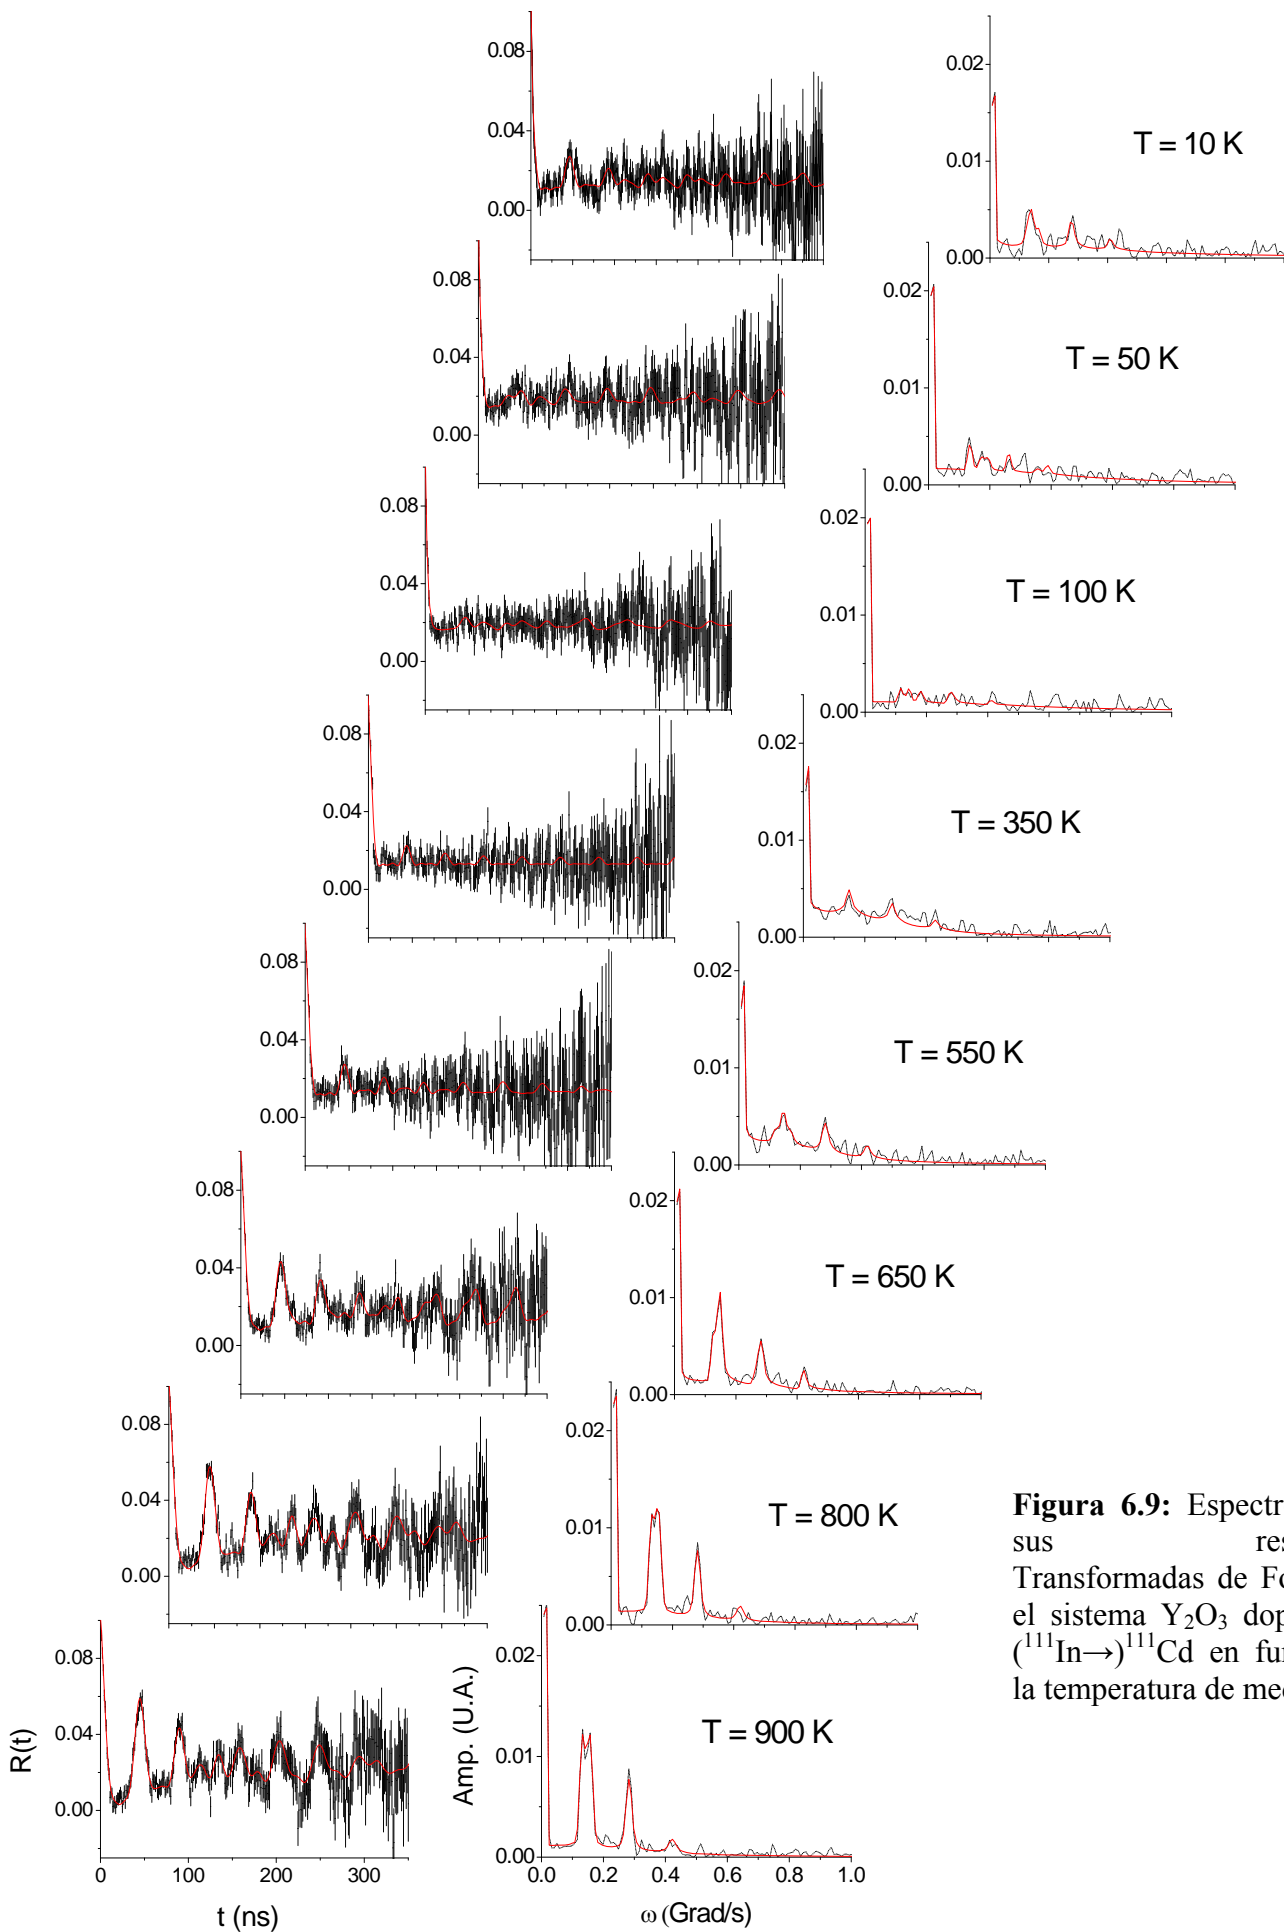 0.08
0.04
0.00
0.02
0.01
0.00
T = 10 K
0.08
0.04
0.00
0.02
0.01
0.00
T = 50 K
0.04
0.00
0.02
0.01
0.00
T = 100 K
0.08
0.04
0.00
0.02
0.01
0.00
T = 350 K
0.08
0.04
0.00
0.02
0.01
0.00
T = 550 K
0.08
0.04
0.00
0.02
0.01
0.00
T = 650 K
0.08
0.04
0.00
0.02
0.01
0.00
T = 800 K
0.08
0.04
0.00
R(t)
0 100 200 300
t (ns)
0.02
0.01
0.00
Amp. (U.A.)
T = 900 K
0.0 0.2 0.4 0.6 0.8 1.0
ω (Grad/s)
Figura 6.9: Espectr
sus res
Transformadas de Fo
el sistema Y₂O₃ dop
(¹¹¹In→)¹¹¹Cd en fu
la temperatura de me